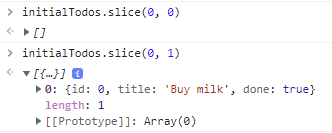 > initialTodos.slice(0, 0)
<· ▶ []
> initialTodos.slice(0, 1)
<· ▼ [{…}] i
▶ 0: {id: 0, title: 'Buy milk', done: true}
length: 1
▶ [[Prototype]]: Array(0)